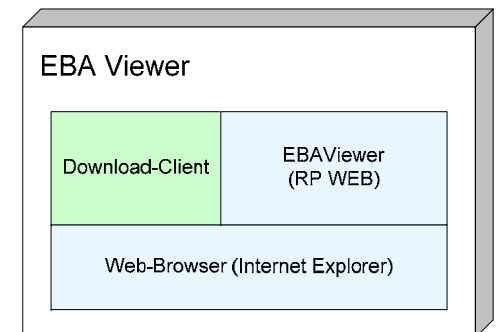 EBA Viewer
Download-Client
EBAViewer
(RP WEB)
Web-Browser (Internet Explorer)